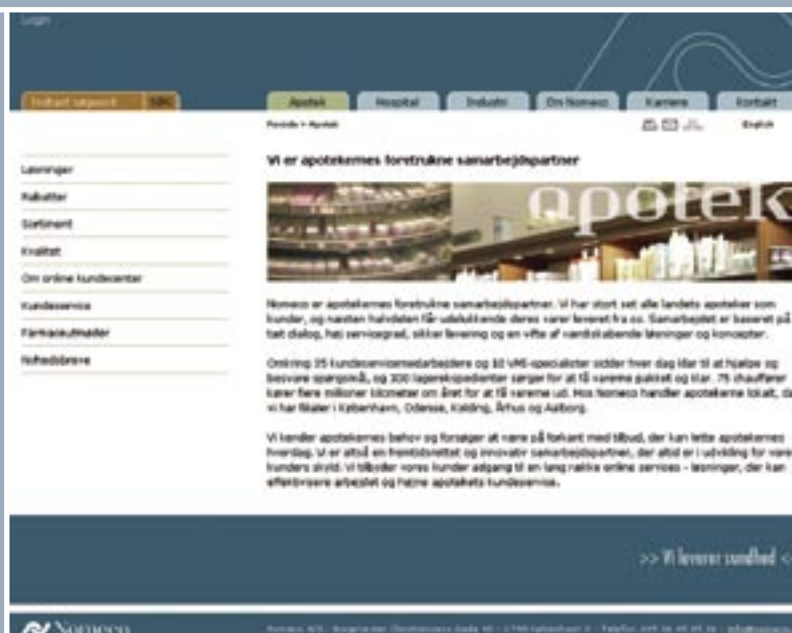 Login
Indtast søgeord SØG
Apotek Hospital Industri Om Nomeco Karriere Kontakt
Forside > Apotek
English
Løsninger
Rabatter
Sortiment
Kvalitet
Om online kundecenter
Kundeservice
Farmaceutmøder
Nyhedsbreve
Vi er apotekernes foretrukne samarbejdspartner
apotek
Nomeco er apotekernes foretrukne samarbejdspartner. Vi har stort set alle landets apoteker som
kunder, og næsten halvdelen får udelukkende deres varer leveret fra os. Samarbejdet er baseret på
tæt dialog, høj servicegrad, sikker levering og en vifte af værdiskabende løsninger og koncepter.
Omkring 35 kundeservicemedarbejdere og 10 VMS-specialister sidder hver dag klar til at hjælpe og
besvare spørgsmål, og 300 lagerekspedienter sørger for at få varerne pakket og klar. 75 chauffører
kører flere millioner kilometer om året for at få varerne ud. Hos Nomeco handler apotekerne lokalt, da
vi har filialer i København, Odense, Kolding, Århus og Aalborg.
Vi kender apotekernes behov og forsøger at være på forkant med tilbud, der kan lette apotekernes
hverdag. Vi er altså en fremtidsrettet og innovativ samarbejdspartner, der altid er i udvikling for vore
kunders skyld. Vi tilbyder vores kunder adgang til en lang række online services - løsninger, der kan
effektivisere arbejdet og højne apotekets kundeservice.
>> Vi leverer sundhed <
Nomeco
Nomeco A/S